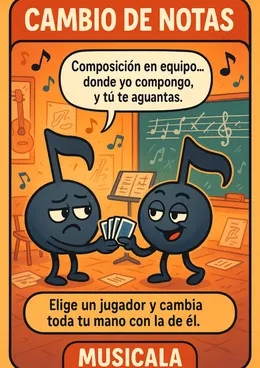 CAMBIO DE NOTAS
Composición en equipo...
donde yo compongo,
y tú te aguantas.
Elige un jugador y cambia
toda tu mano con la de él.
MUSICALA